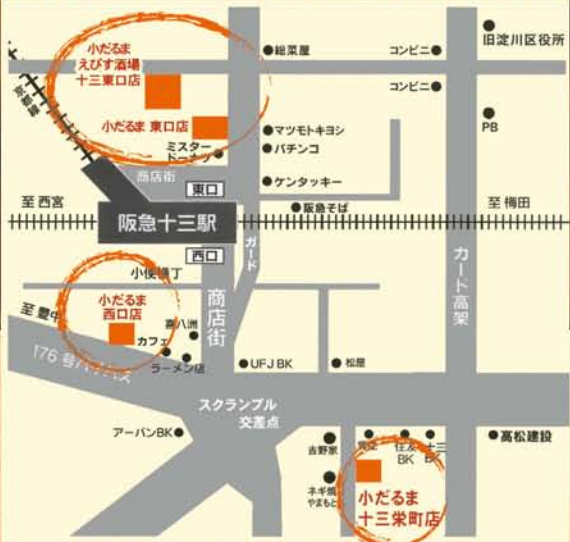 小だるま
えびす酒場
十三東口店
総菜屋
コンビニ
旧淀川区役所
コンビニ
京都線
小だるま 東口店
マツモトキヨシ
PB
ミスター
ドーナツ
パチンコ
商店街
東口
ケンタッキー
至 西宮
阪急そば
至 梅田
阪急十三駅
西口
ガード
カード高架
小便横丁
小だるま
西口店
商店街
至 豊中
喜八洲
カフェ
176号バイパス
ラーメン店
UFJ BK
松屋
スクランブル
交差点
アーバンBK
吉野家
住友
BK
十三
BK
高松建設
ネギ焼
やまもと
小だるま
十三栄町店